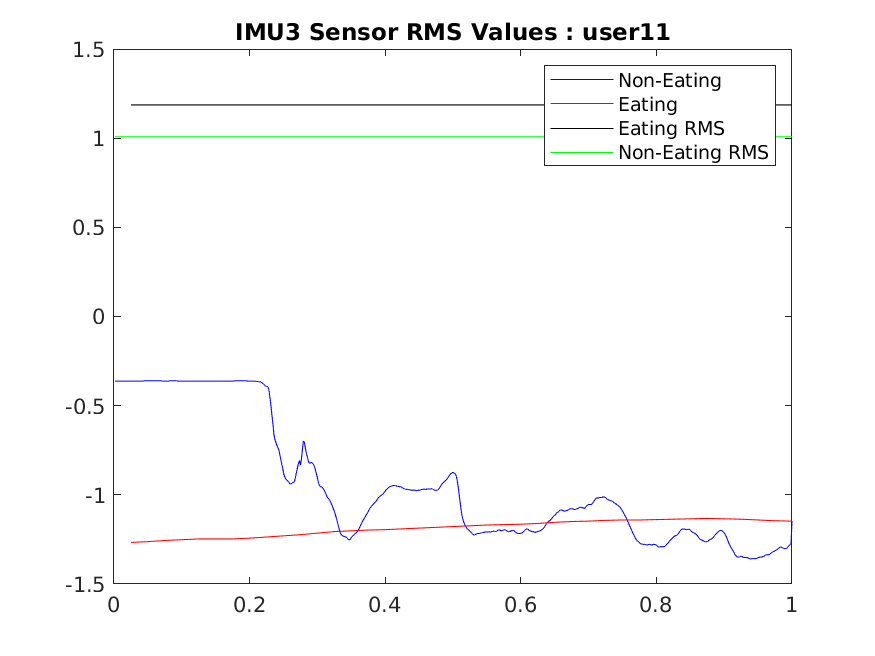 IMU3 Sensor RMS Values : user11
1.5
1
0.5
0
-0.5
-1
-1.5
0
0.2
0.4
0.6
0.8
1
Non-Eating
Eating
Eating RMS
Non-Eating RMS